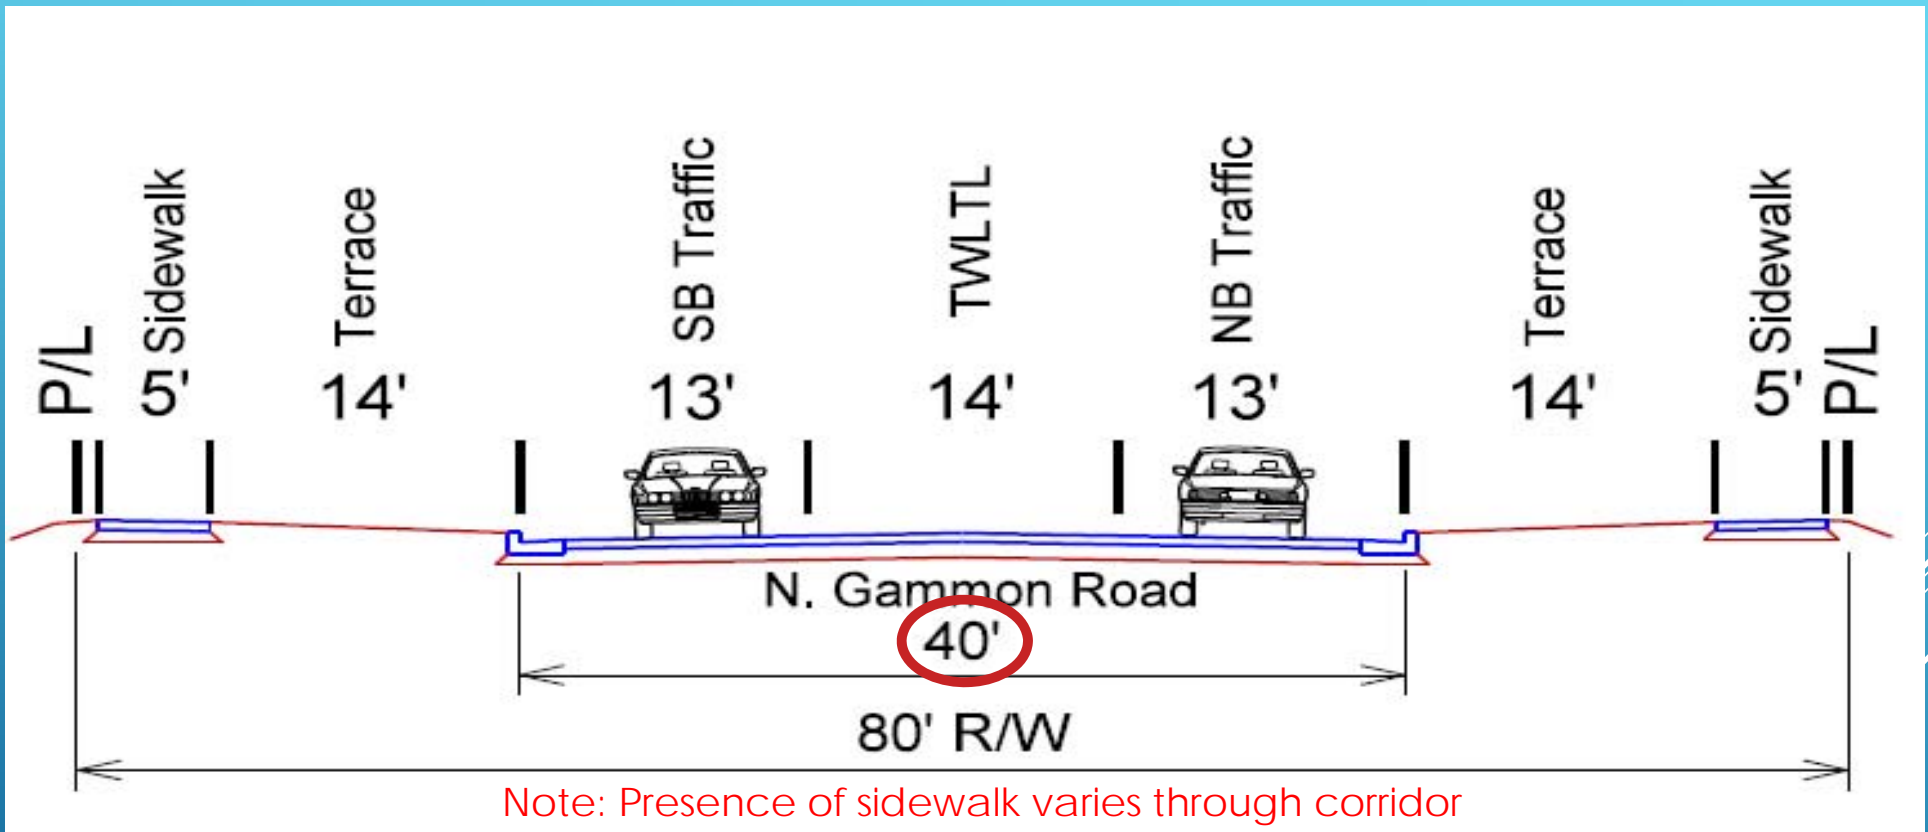 P/L
5' Sidewalk
14' Terrace
13' SB Traffic
14' TWLTL
13' NB Traffic
14' Terrace
5' Sidewalk
P/L
N. Gammon Road
40'
80' R/W
Note: Presence of sidewalk varies through corridor